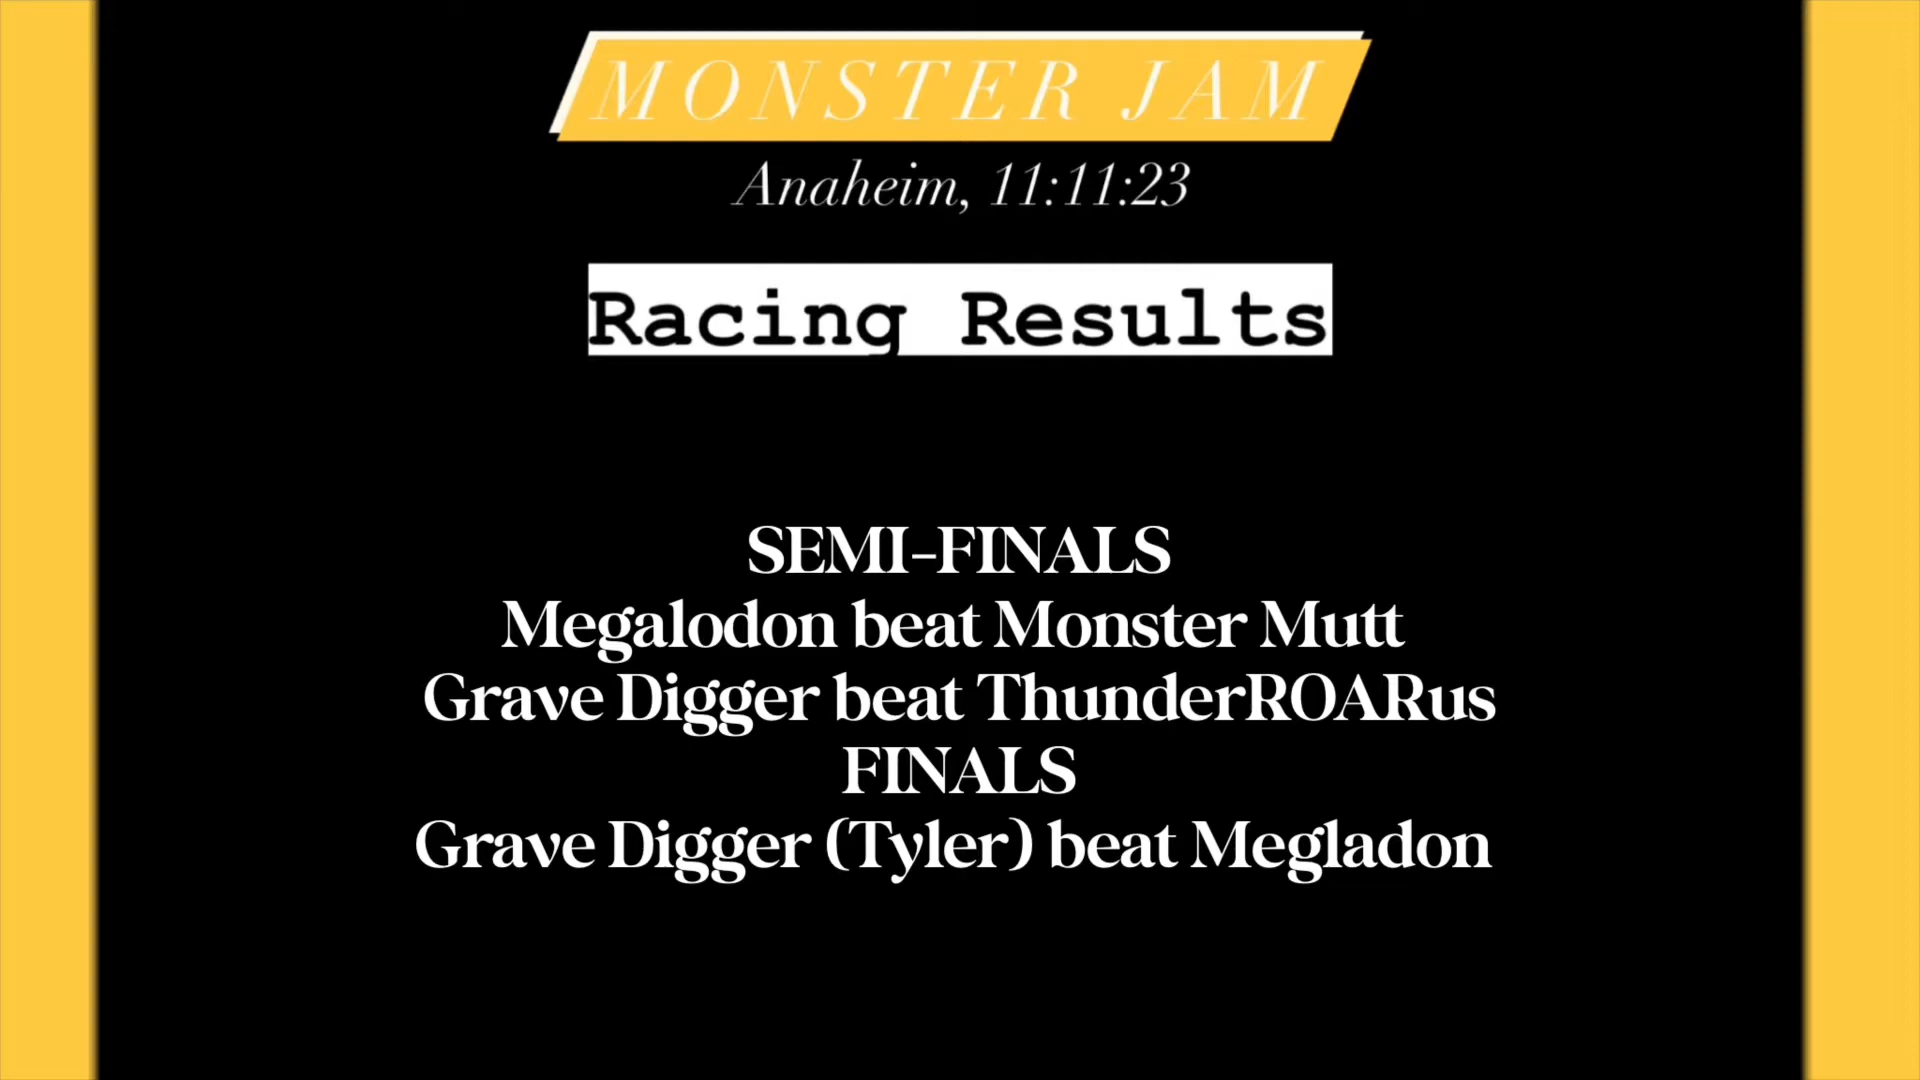 MONSTER JAM
Anaheim, 11:11:23
Racing Results
SEMI-FINALS
Megalodon beat Monster Mutt
Grave Digger beat ThunderROARus
FINALS
Grave Digger (Tyler) beat Megladon